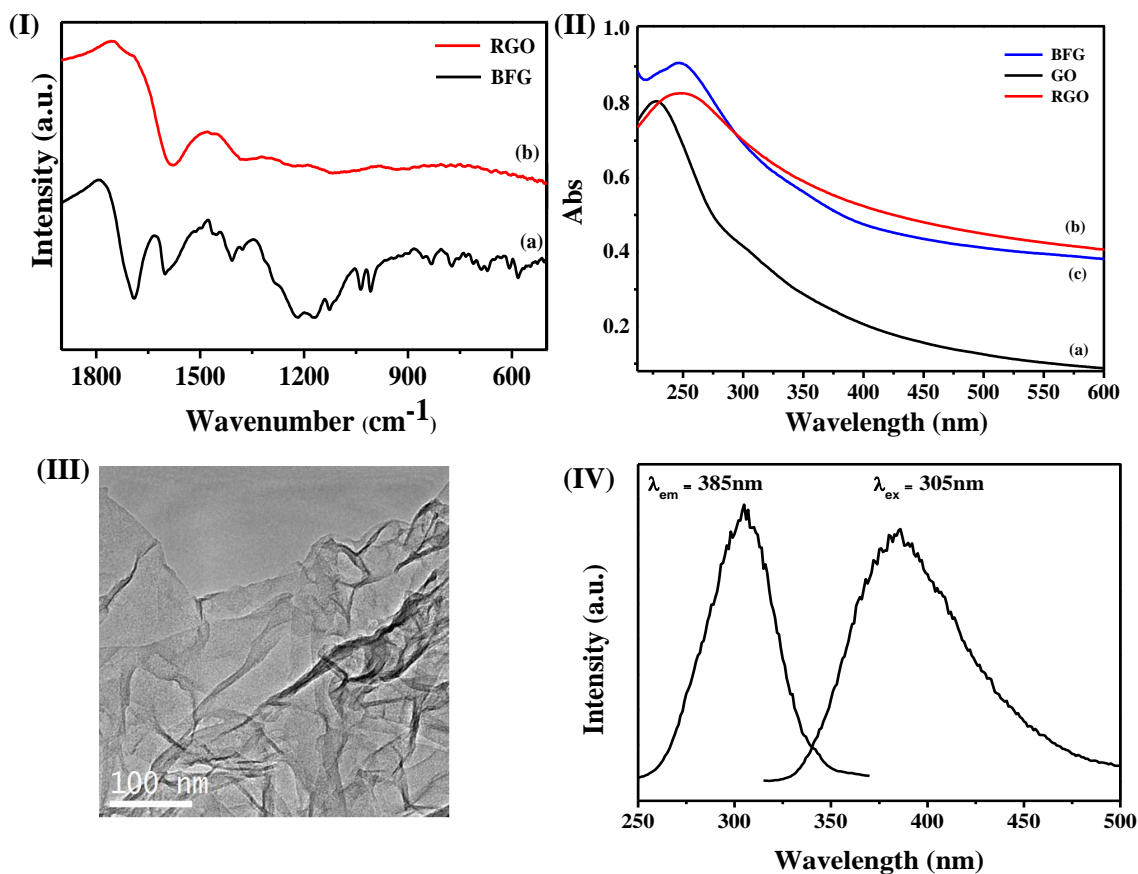 (I)
RGO
BFG
(b)
(a)
Intensity (a.u.)
1800 1500 1200 900 600
Wavenumber (cm-1)
(II)
BFG
GO
RGO
1.0
0.8
0.6
0.4
0.2
Abs
(b)
(c)
(a)
250 300 350 400 450 500 550 600
Wavelength (nm)
(III)
100 nm
(IV)
λem = 385nm
λex = 305nm
Intensity (a.u.)
250 300 350 400 450 500
Wavelength (nm)